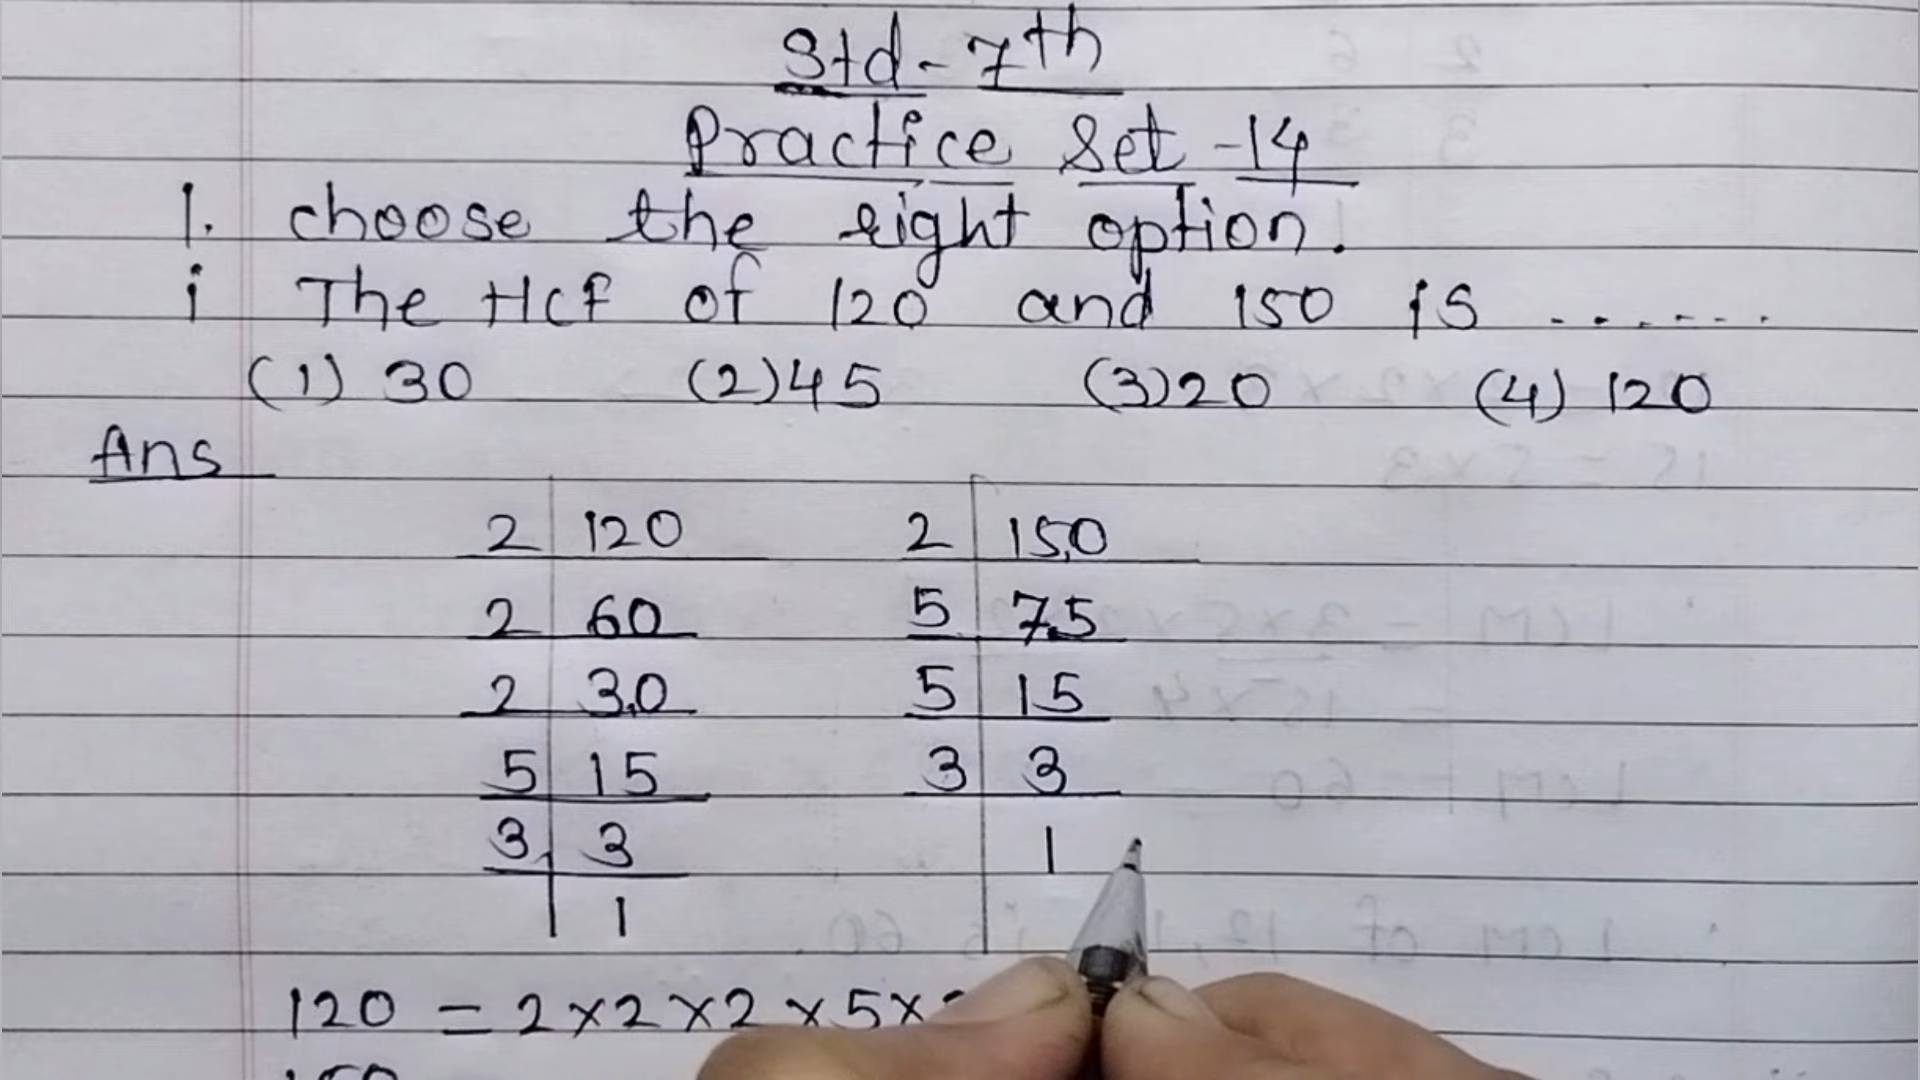 Std-7th
Practice Set-14
1. choose the right option.
i The HCF of 120 and 150 is .......
(1) 30 (2) 45 (3) 20 (4) 120
Ans
2 120 2 150
2 60 5 75
2 30 5 15
5 15 3 3
3 3 1
1
120 = 2×2×2×5×
150